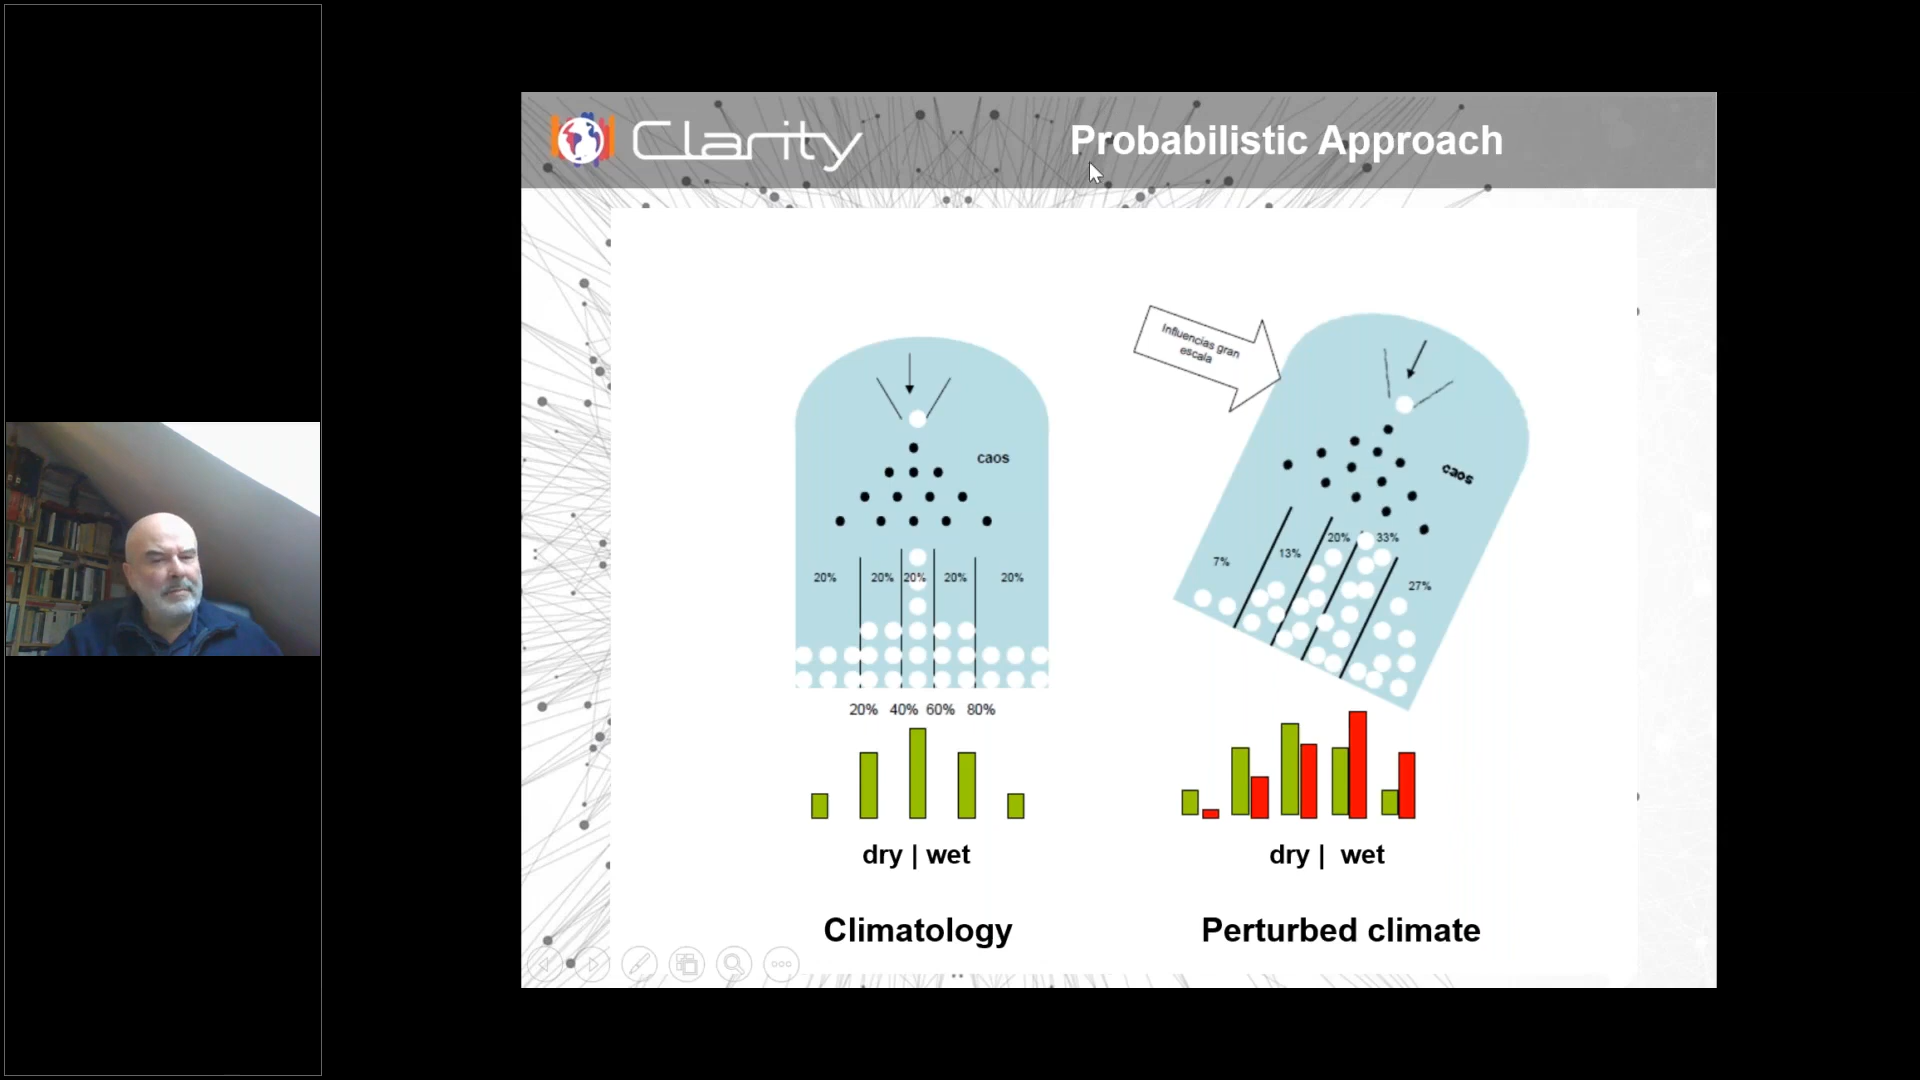 Clarity
Probabilistic Approach
Influencias gran
escala
caos
20% 20% 20% 20% 20%
20% 40% 60% 80%
dry | wet
Climatology
caos
7% 13% 20% 33% 27%
dry | wet
Perturbed climate